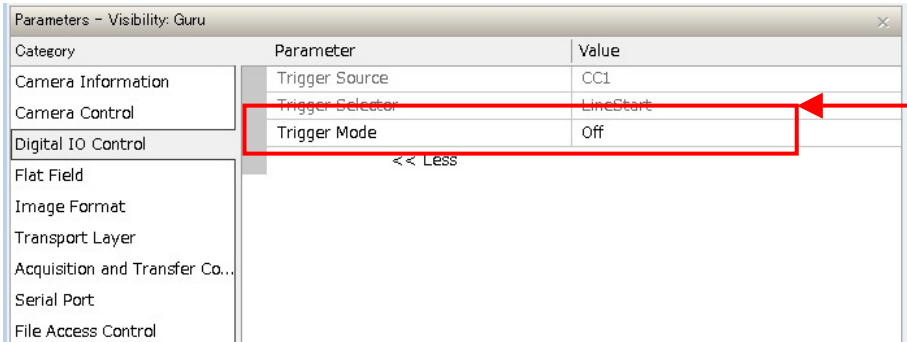 Parameters - Visibility: Guru
Category
Parameter Value
Camera Information
Trigger Source CC1
Camera Control
Trigger Selector LineStart
Digital IO Control
Trigger Mode Off
<< Less
Flat Field
Image Format
Transport Layer
Acquisition and Transfer Co...
Serial Port
File Access Control